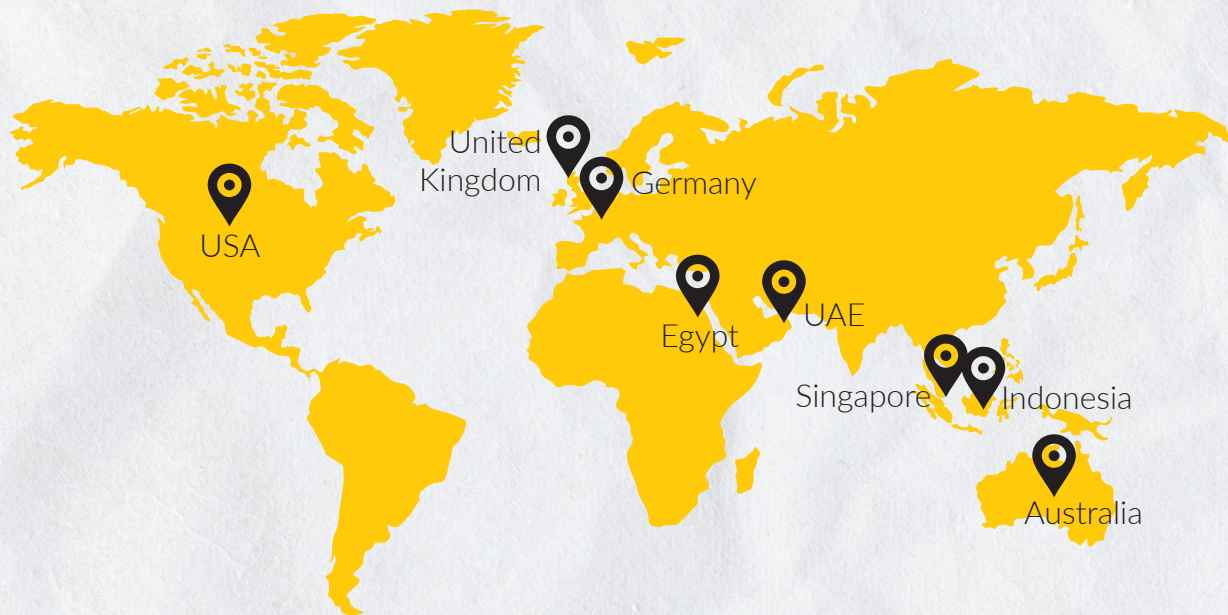 United
Kingdom
Germany
USA
UAE
Egypt
Singapore
Indonesia
Australia